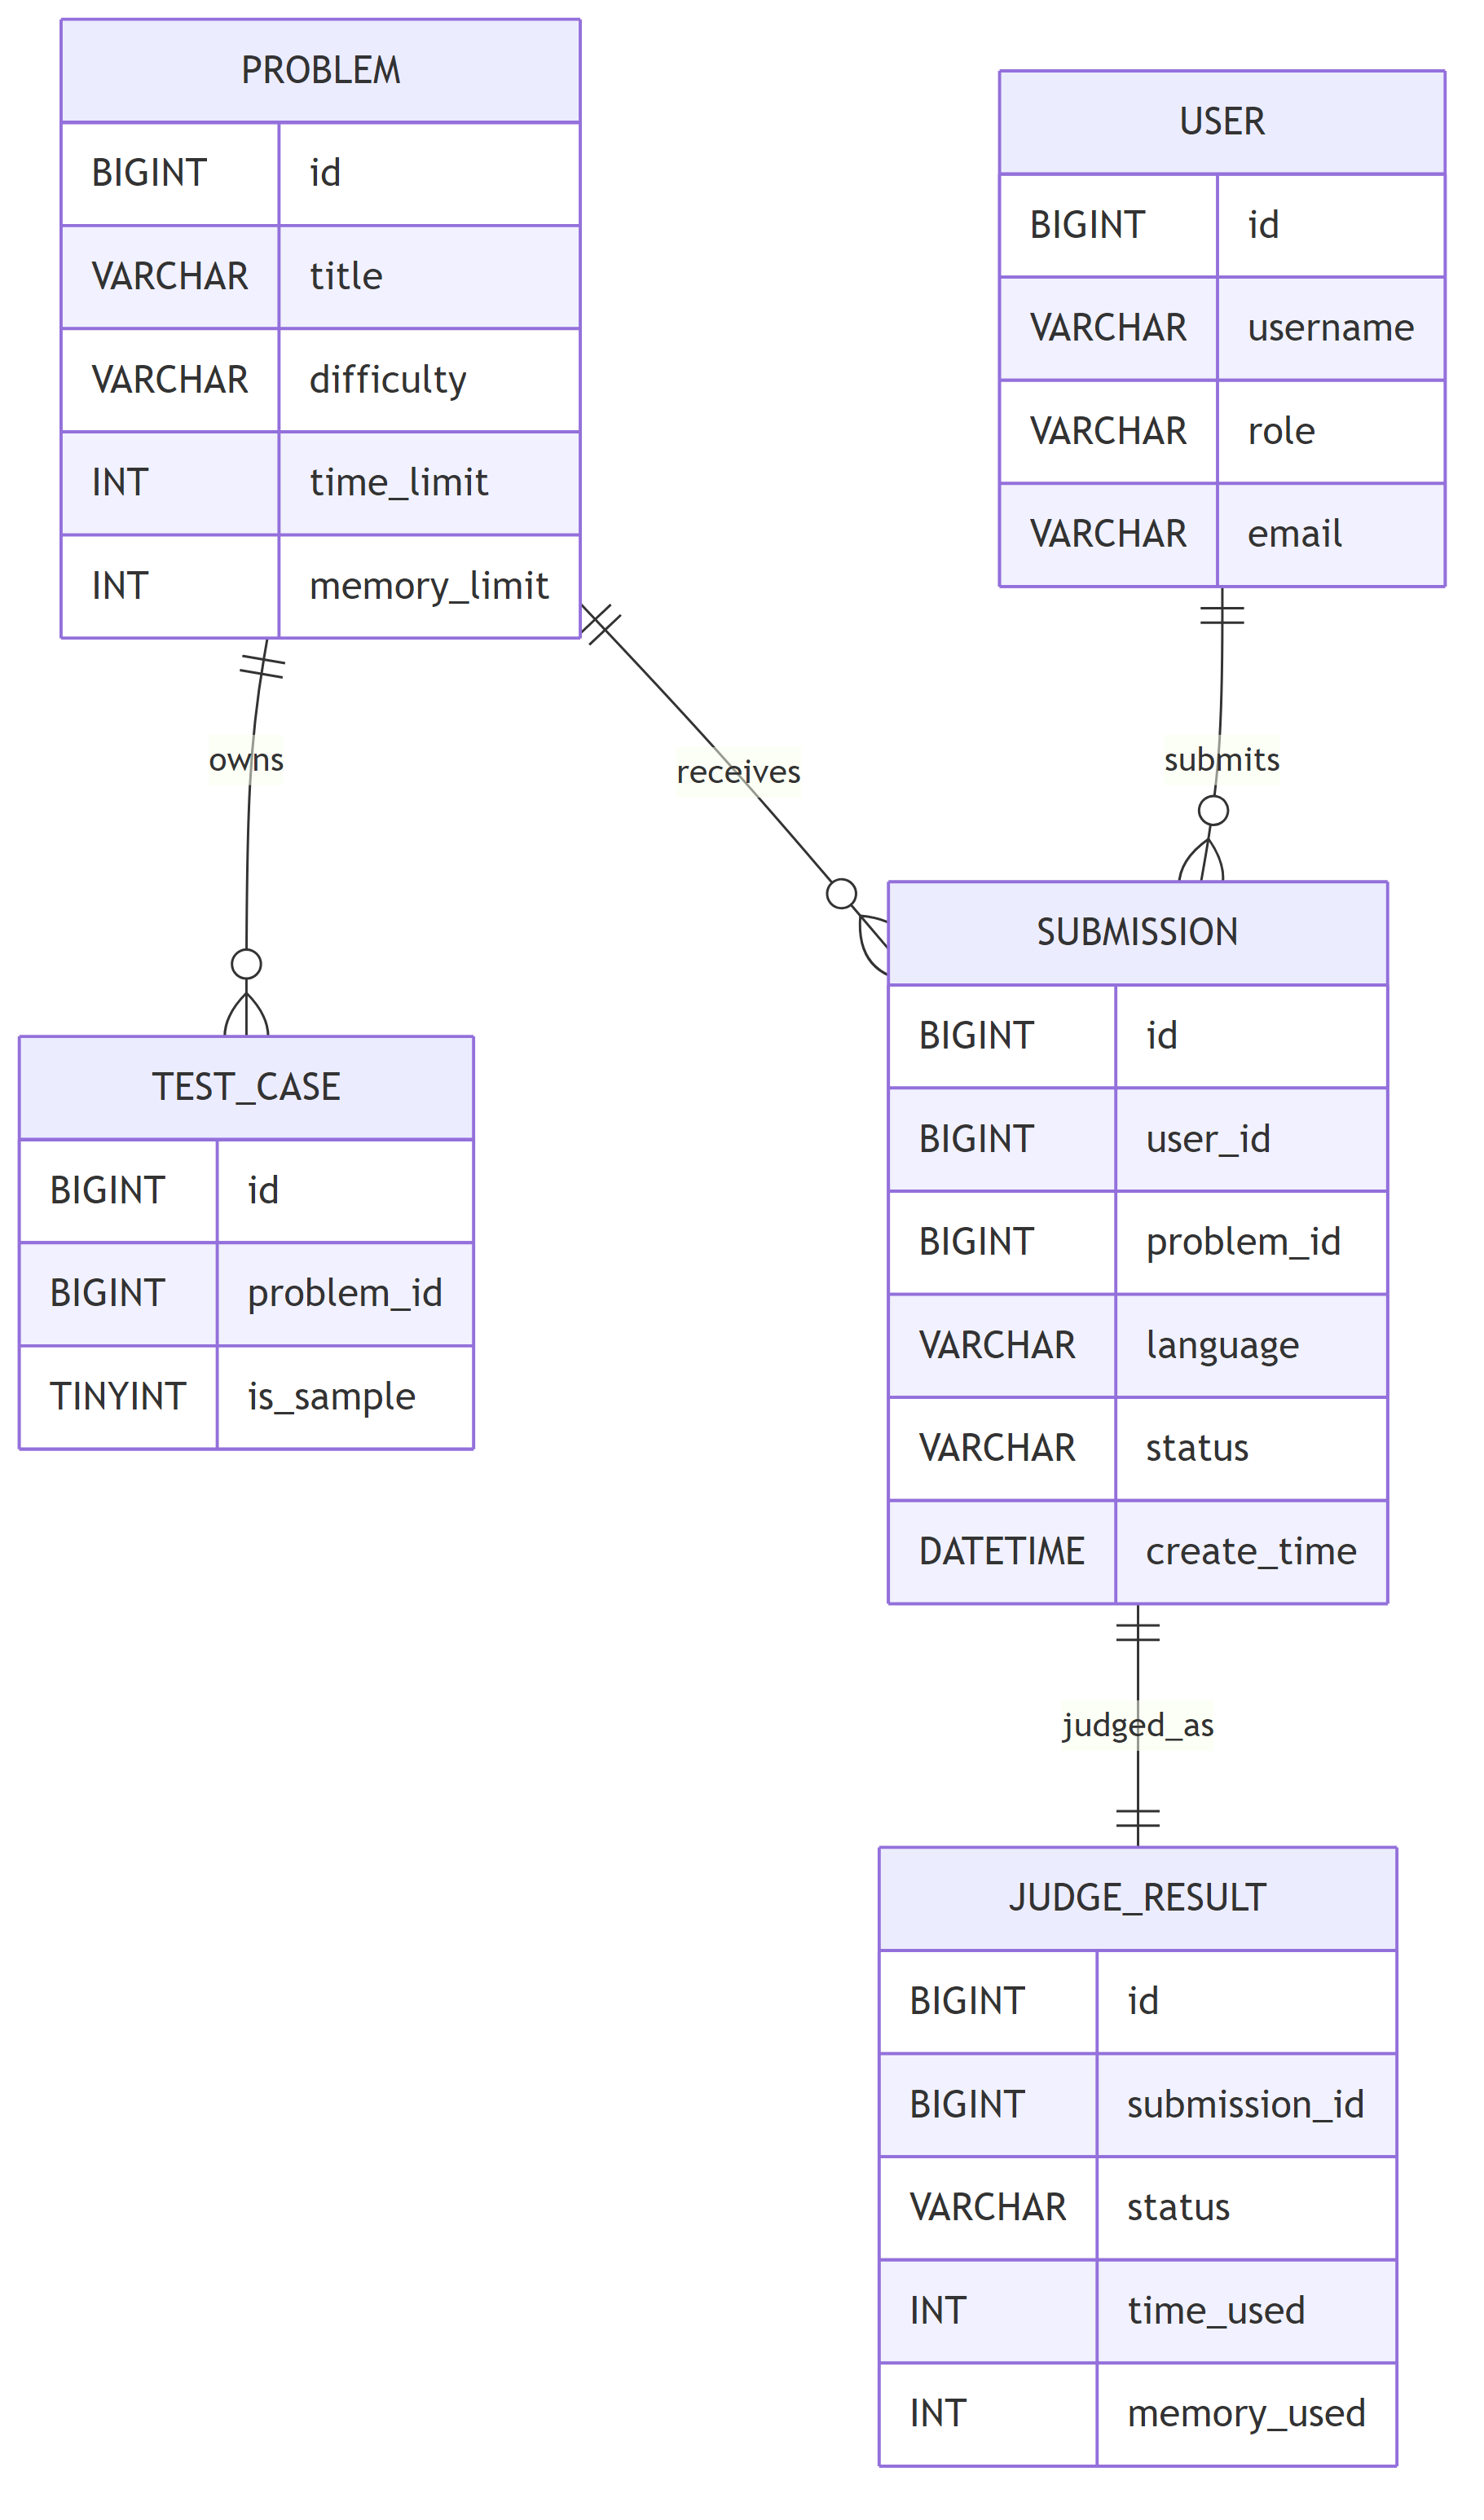 PROBLEM
BIGINT id
VARCHAR title
VARCHAR difficulty
INT time_limit
INT memory_limit
USER
BIGINT id
VARCHAR username
VARCHAR role
VARCHAR email
owns
receives
submits
TEST_CASE
BIGINT id
BIGINT problem_id
TINYINT is_sample
SUBMISSION
BIGINT id
BIGINT user_id
BIGINT problem_id
VARCHAR language
VARCHAR status
DATETIME create_time
judged_as
JUDGE_RESULT
BIGINT id
BIGINT submission_id
VARCHAR status
INT time_used
INT memory_used